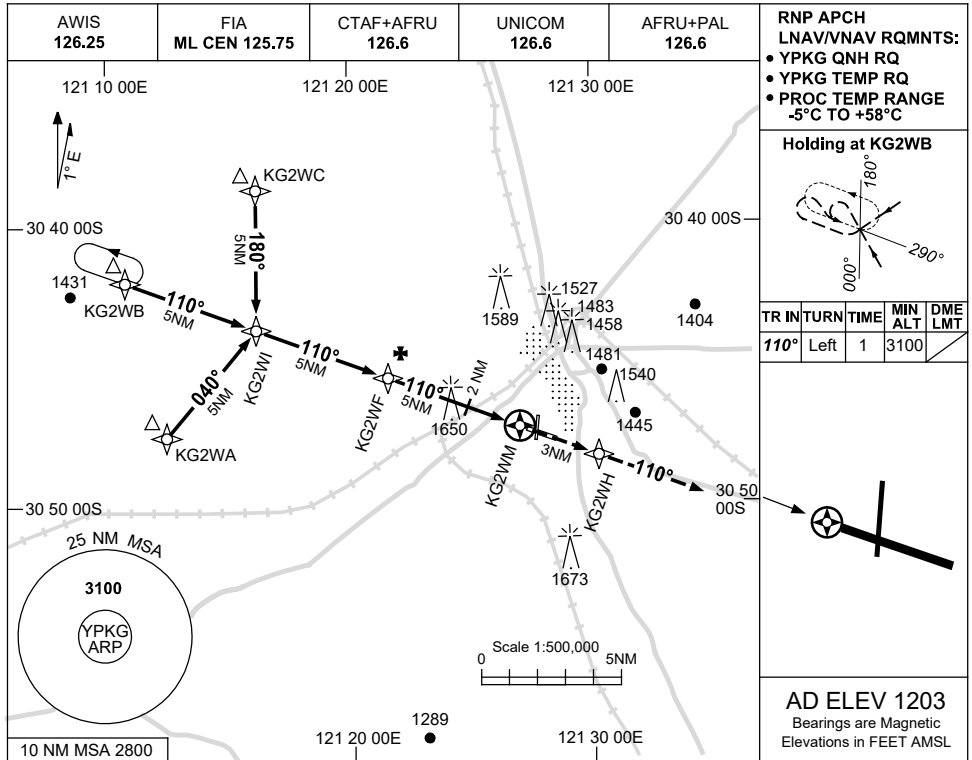 AWIS
126.25
FIA
ML CEN 125.75
CTAF+AFRU
126.6
UNICOM
126.6
AFRU+PAL
126.6
RNP APCH
LNAV/VNAV RQMNTS:
• YPKG QNH RQ
• YPKG TEMP RQ
• PROC TEMP RANGE
-5°C TO +58°C
121 10 00E
121 20 00E
121 30 00E
1° E
KG2WC
180°
5NM
30 40 00S
30 40 00S
1431
KG2WB
110°
5NM
KG2WI
110°
5NM
040°
5NM
KG2WA
KG2WF
110°
5NM
2 NM
1650
KG2WM
3NM
KG2WH
110°
1589
1527
1483
1458
1404
1481
1540
1445
1673
30 50 00S
30 50
00S
25 NM MSA
3100
YPKG
ARP
10 NM MSA 2800
Scale 1:500,000
0
5NM
1289
121 20 00E
121 30 00E
Holding at KG2WB
180°
290°
000°
TR IN
TURN
TIME
MIN
ALT
DME
LMT
110°
Left
1
3100
AD ELEV 1203
Bearings are Magnetic
Elevations in FEET AMSL